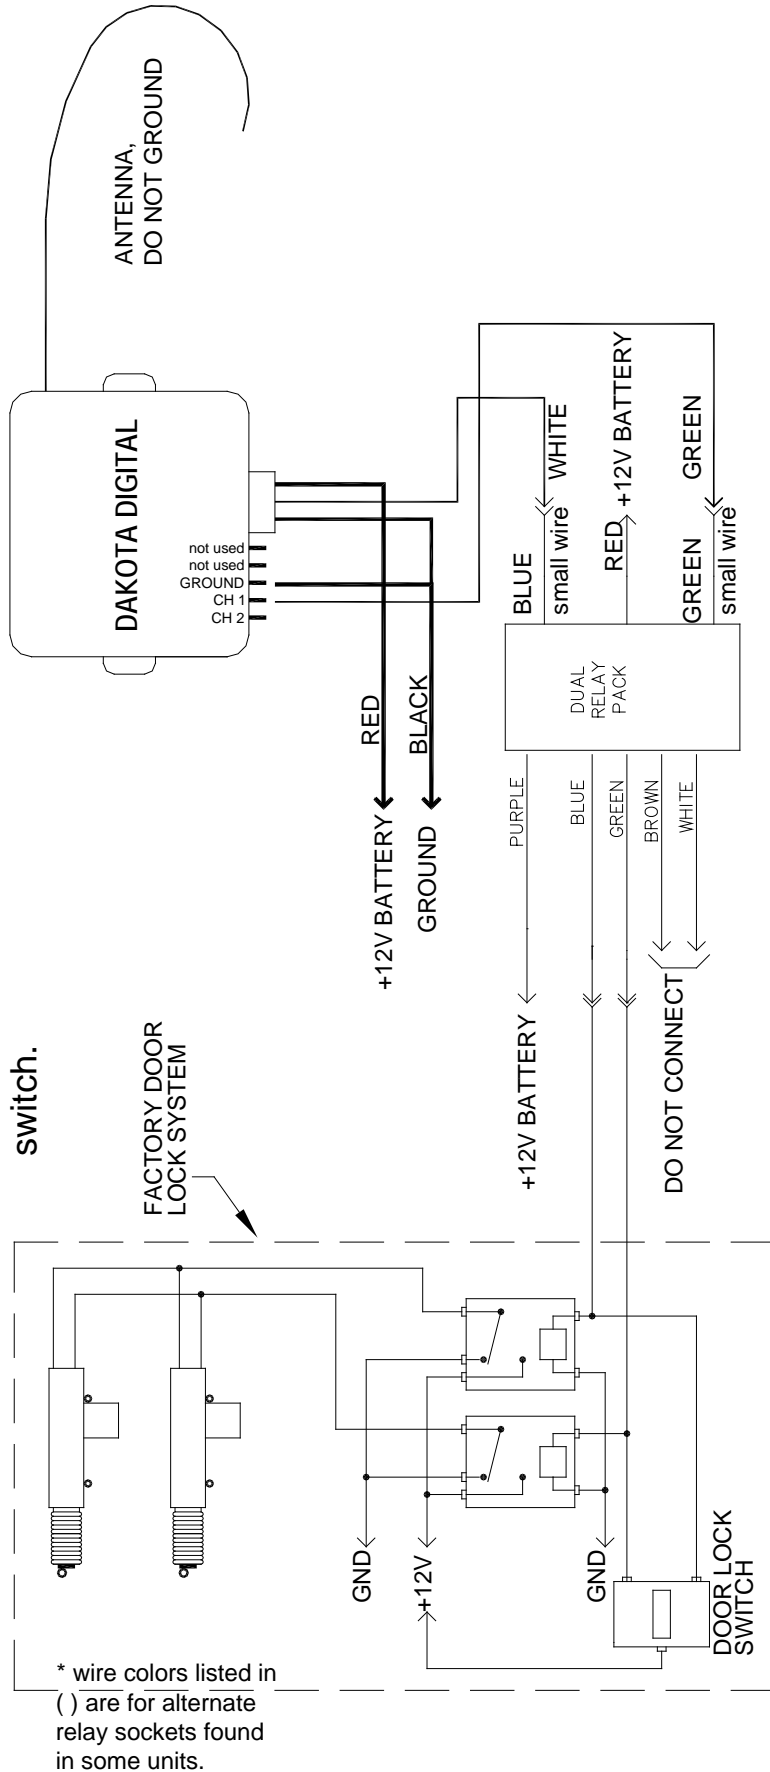 switch.
ANTENNA,
DO NOT GROUND
DAKOTA DIGITAL
not used
not used
GROUND
CH 1
CH 2
RED
+12V BATTERY
BLACK
GROUND
WHITE
BLUE
small wire
+12V BATTERY
RED
GREEN
GREEN
small wire
DUAL
RELAY
PACK
PURPLE
BLUE
GREEN
BROWN
WHITE
+12V BATTERY
DO NOT CONNECT
FACTORY DOOR
LOCK SYSTEM
GND
+12V
GND
DOOR LOCK
SWITCH
* wire colors listed in
( ) are for alternate
relay sockets found
in some units.